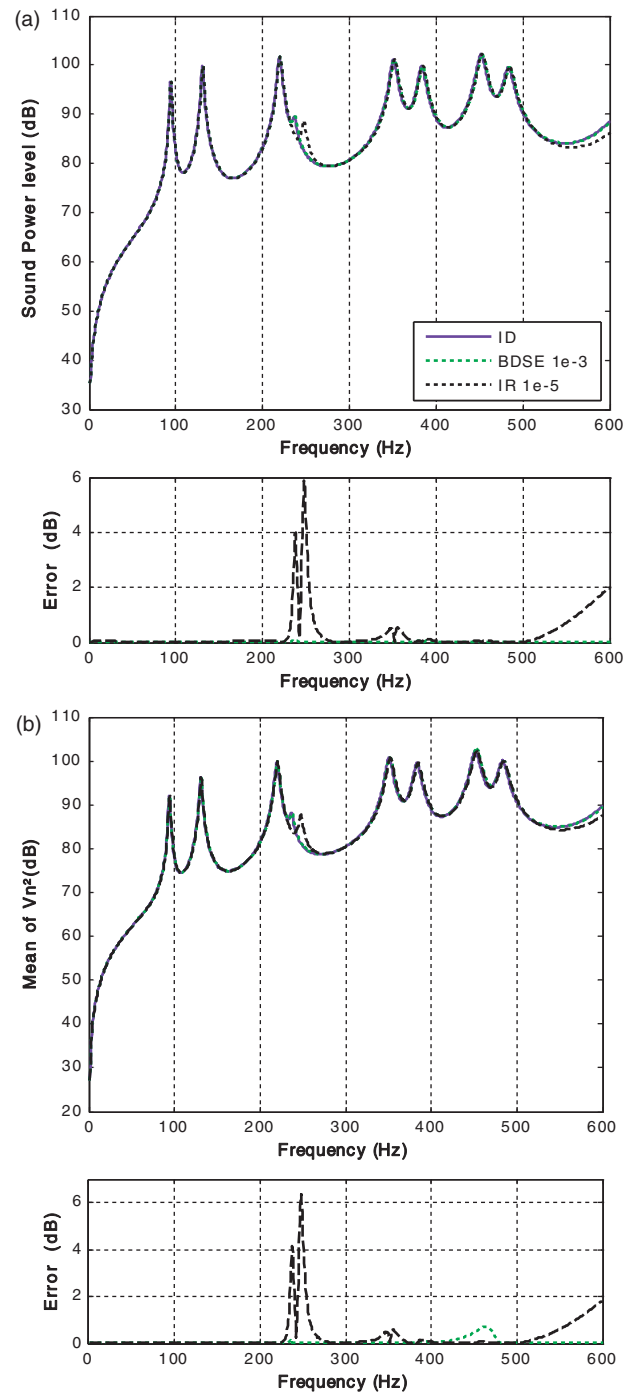 (a)
110
100
90
80
70
60
50
40
30
Sound Power level (dB)
ID
BDSE 1e-3
IR 1e-5
0 100 200 300 400 500 600
Frequency (Hz)
6
4
2
0
Error (dB)
0 100 200 300 400 500 600
Frequency (Hz)
(b)
110
100
90
80
70
60
50
40
30
20
Mean of Vn²(dB)
0 100 200 300 400 500 600
Frequency (Hz)
6
4
2
0
Error (dB)
0 100 200 300 400 500 600
Frequency (Hz)